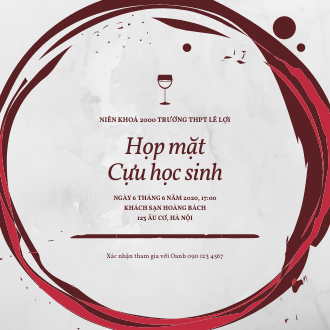 NIÊN KHOÁ 2000 TRƯỜNG THPT LÊ LỢI
Họp mặt
Cựu học sinh
NGÀY 6 THÁNG 6 NĂM 2020, 17:00
KHÁCH SẠN HOÀNG BÁCH
123 ÂU CƠ, HÀ NỘI
Xác nhận tham gia với Oanh 090 123 4567